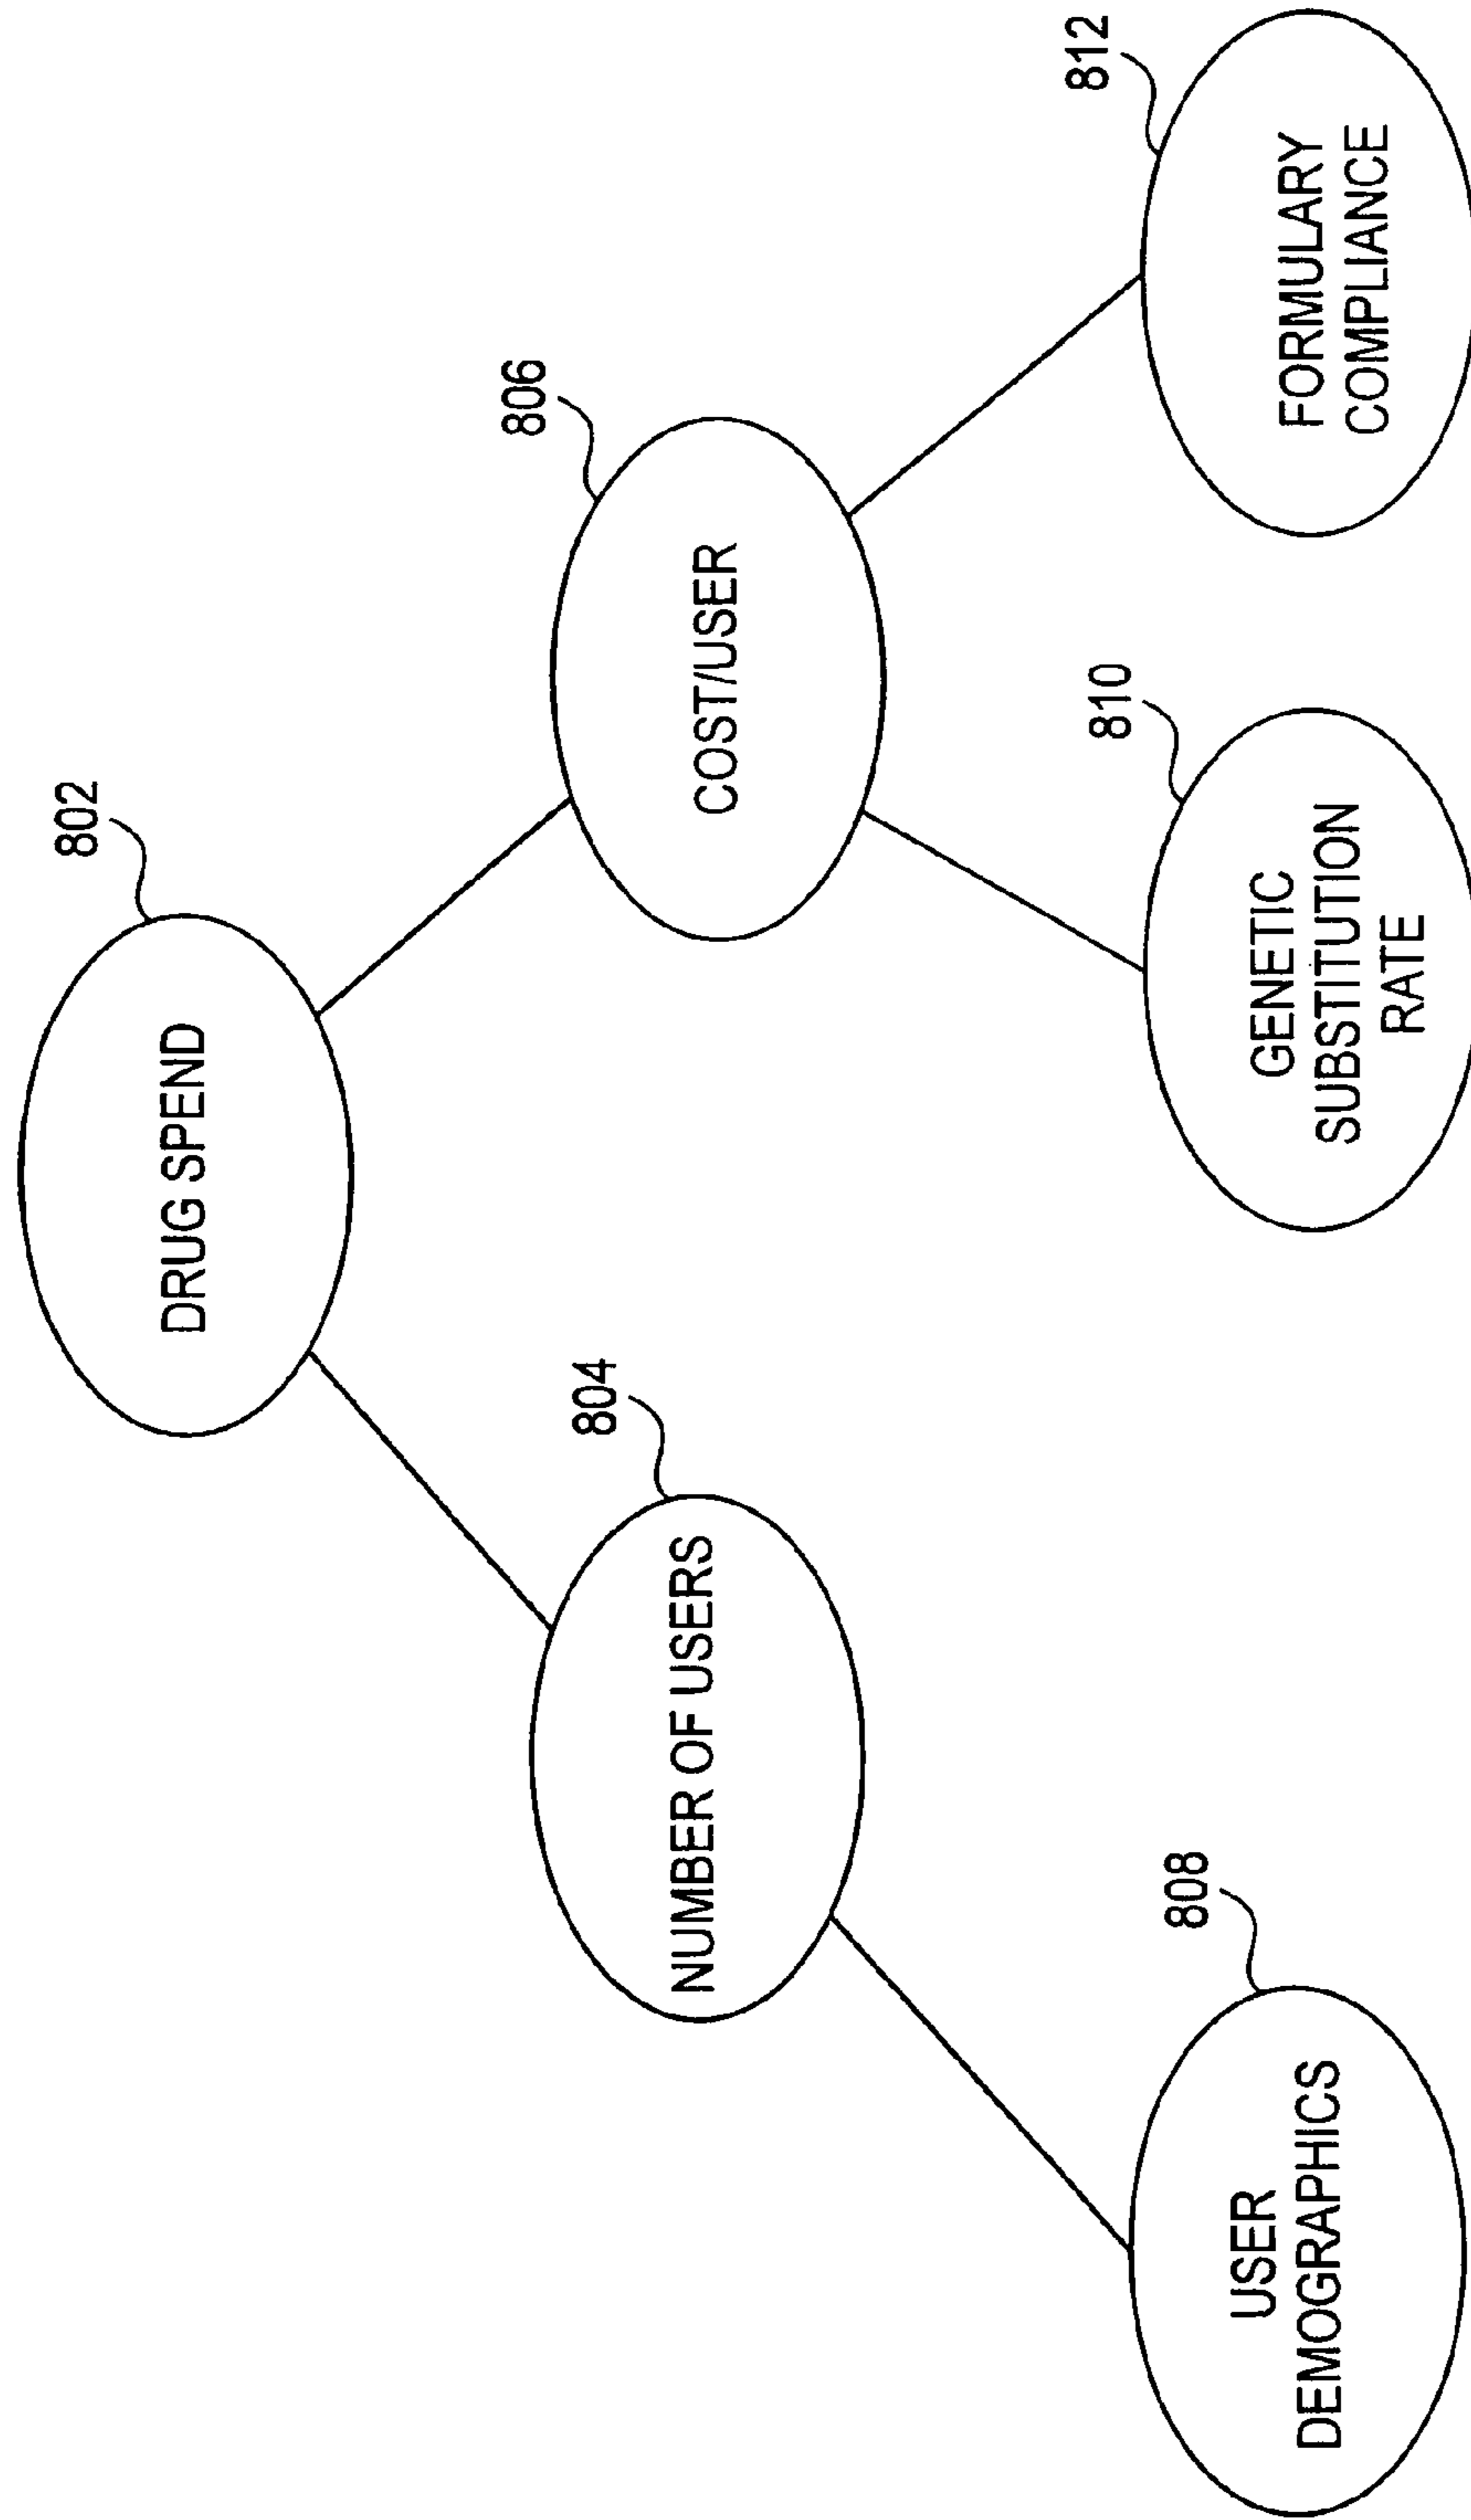 802
DRUG SPEND
804
NUMBER OF USERS
806
COST/USER
808
USER
DEMOGRAPHICS
810
GENETIC
SUBSTITUTION
RATE
812
FORMULARY
COMPLIANCE